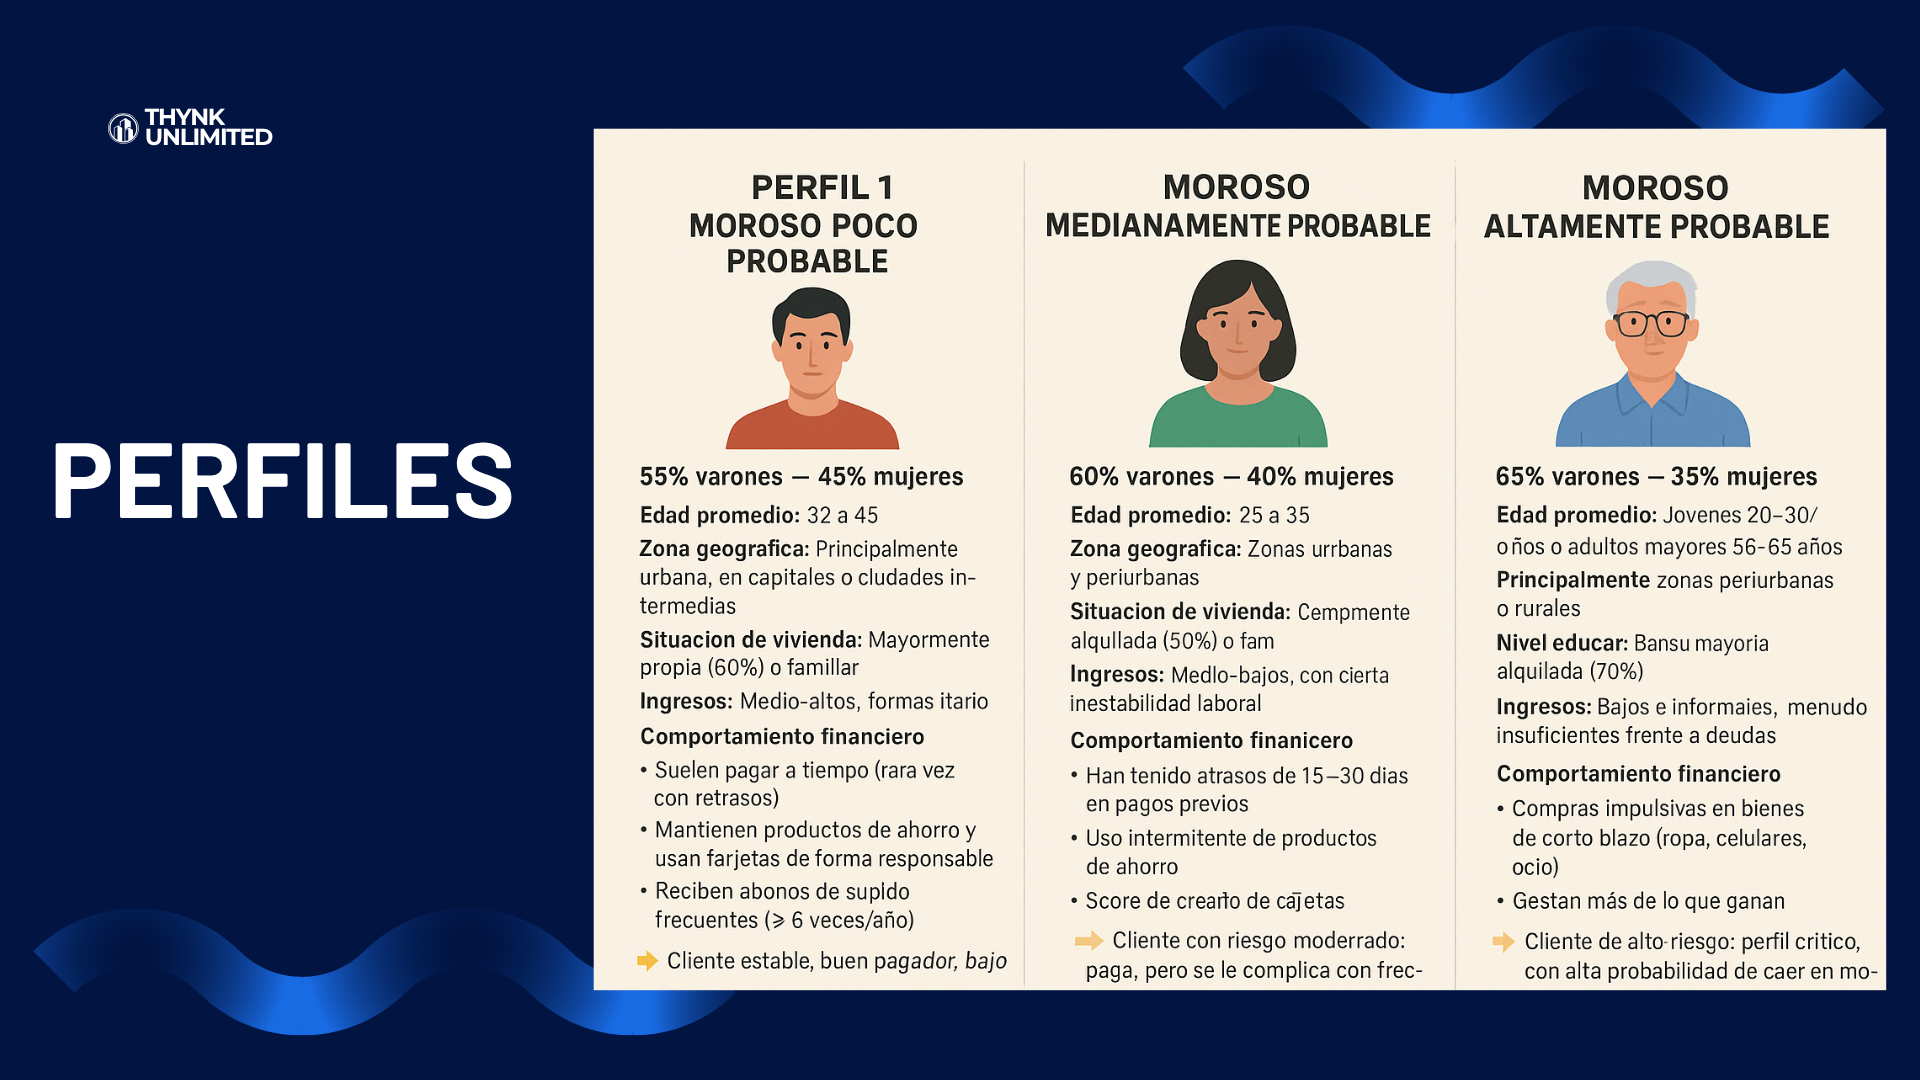 THYNK
UNLIMITED
PERFILES
PERFIL 1
MOROSO POCO
PROBABLE
55% varones — 45% mujeres
Edad promedio: 32 a 45
Zona geografica: Principalmente
urbana, en capitales o cludades in-
termedias
Situacion de vivienda: Mayormente
propia (60%) o famillar
Ingresos: Medio-altos, formas itario
Comportamiento financiero
• Suelen pagar a tiempo (rara vez
con retrasos)
• Mantienen productos de ahorro y
usan farjetas de forma responsable
• Reciben abonos de supldo
frecuentes (⩾ 6 veces/año)
Cliente estable, buen pagador, bajo
MOROSO
MEDIANAMENTE PROBABLE
60% varones — 40% mujeres
Edad promedio: 25 a 35
Zona geografica: Zonas urrbanas
y periurbanas
Situacion de vivienda: Cempmente
alqullada (50%) o fam
Ingresos: Medlo-bajos, con cierta
inestabilidad laboral
Comportamiento finanicero
• Han tenido atrasos de 15–30 dias
en pagos previos
• Uso intermitente de productos
de ahorro
• Score de de
Cliente con riesgo moderrado:
paga, pero se le complica con frec-
MOROSO
ALTAMENTE PROBABLE
65% varones — 35% mujeres
Edad promedio: Jovenes 20–30/
oños o adultos mayores 56-65 años
Principalmente zonas periurbanas
o rurales
Nivel educar: Bansu mayoria
alquilada (70%)
Ingresos: Bajos e informaies, menudo
insuficientes frente a deudas
Comportamiento financiero
• Compras impulsivas en bienes
de corto blazo (ropa, celulares,
ocio)
• Gestan más de lo que ganan
Cliente de alto-riesgo: perfil critico,
con alta probabilidad de caer en mo-